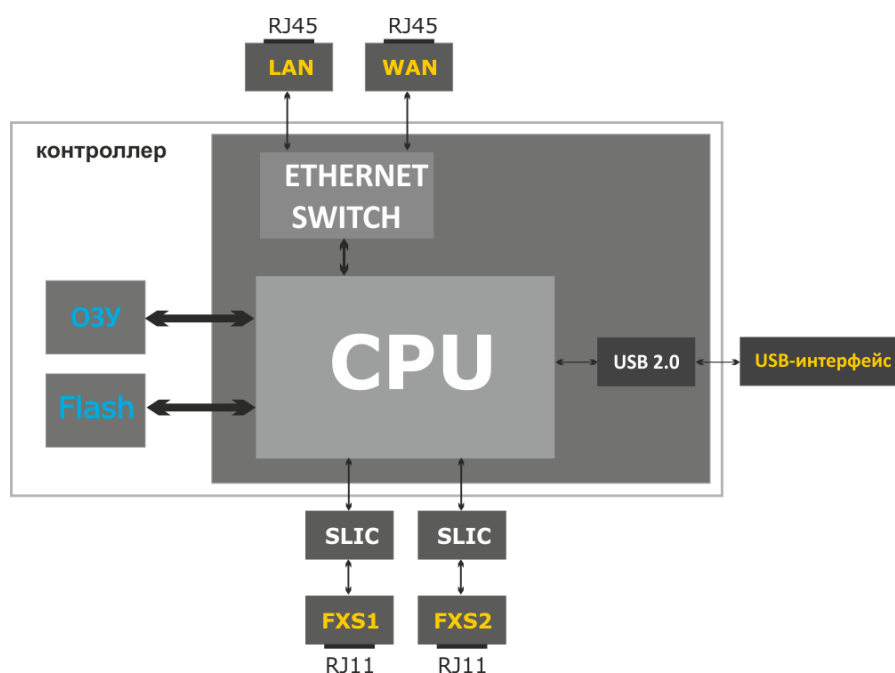 RJ45
RJ45
LAN
WAN
контроллер
ETHERNET
SWITCH
ОЗУ
CPU
USB 2.0
USB-интерфейс
Flash
SLIC
SLIC
FXS1
FXS2
RJ11
RJ11